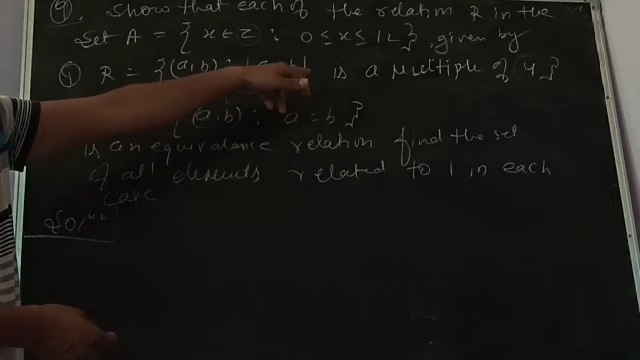 (9). Show that each of the relation R in the
Set A = { x ∈ Z : 0 ≤ x ≤ 12}, given by
(i) R = {(a,b) : | | is a multiple of 4}
{(a,b) : a = b}
is an equivalance relation find the set
of all elements related to 1 in each
case
{0,